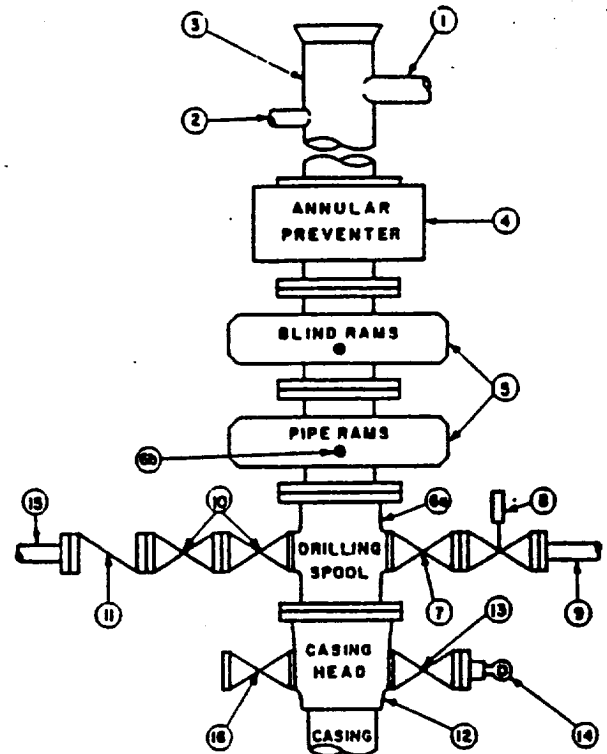 3
1
2
ANNULAR
PREVENTER
4
BLIND RAMS
5
PIPE RAMS
6b
15
10
6a
8
DRILLING
SPOOL
11
7
13
9
CASING
HEAD
16
12
14
CASING